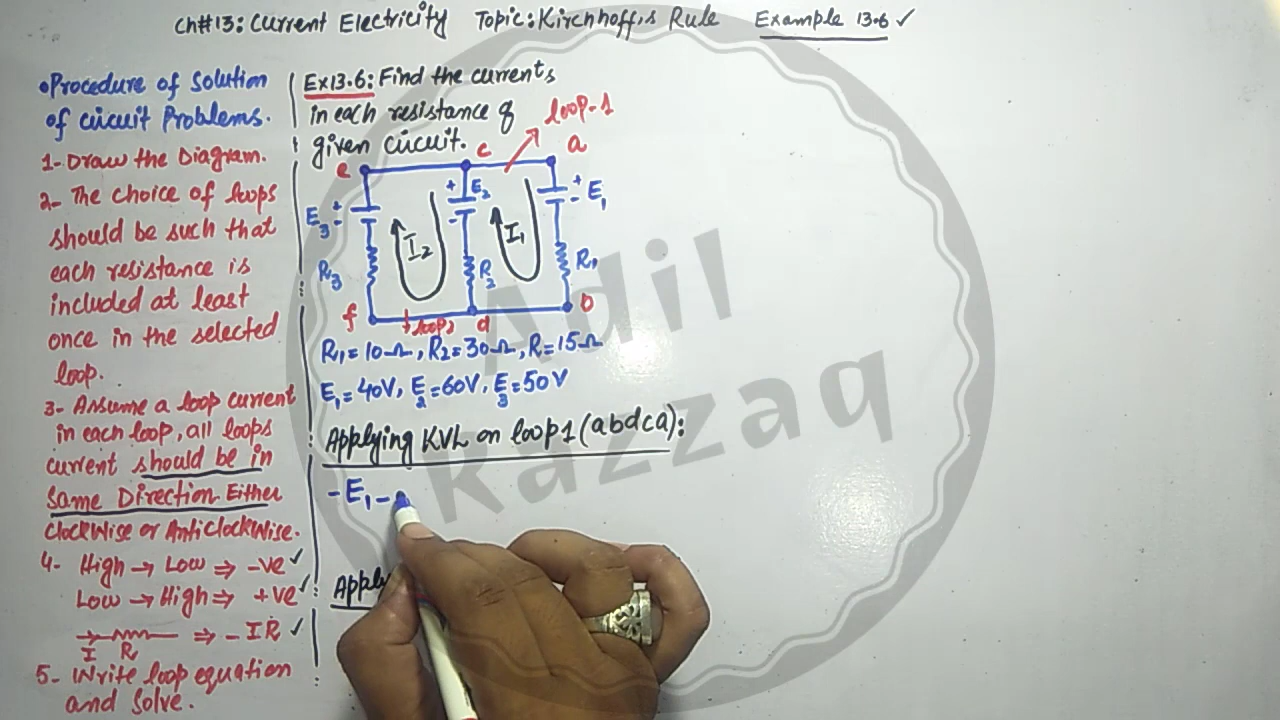 Ch#13: Current Electricity Topic: Kirchhoff,s Rule Example 13.6 ✓
•Procedure of Solution
of circuit Problems.
1- Draw the Diagram.
2- The choice of loops
should be such that
each resistance is
included at least
once in the selected
loop.
3- Assume a loop current
in each loop, all loops
current should be in
Same Direction Either
Clockwise or AntiClockwise.
4- High → Low ⇒ -ve ✓
Low → High ⇒ +ve ✓
I R ⇒ - IR ✓
5- Write loop equation
and solve.
Ex13.6: Find the currents
in each resistance of
given circuit.
loop-1
e c a
E3 + - + E2 - + - E1
I2 I1
R3 R2 R1
f loop2 d b
R1 = 10Ω, R2 = 30Ω, R = 15Ω
E1 = 40V, E2 = 60V, E3 = 50V
Applying KVL on loop1 (abdca):
-E1 -
Apply
Adil
Razzaq